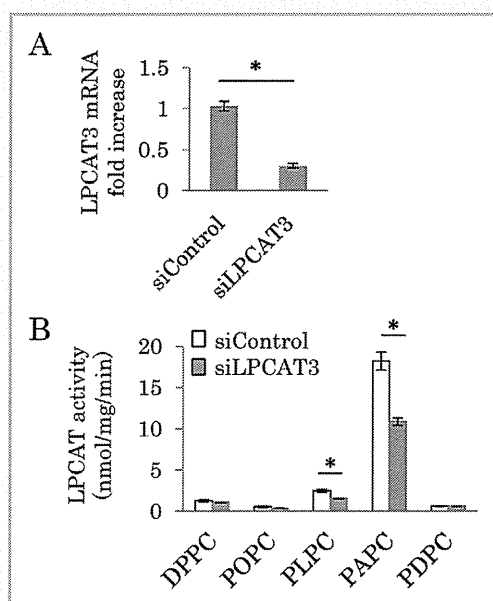 A
LPCAT3 mRNA
fold increase
1.5
1
0.5
0
*
siControl
siLPCAT3
B
LPCAT activity
(nmol/mg/min)
20
15
10
5
0
siControl
siLPCAT3
*
*
DPPC
POPC
PLPC
PAPC
PDPC